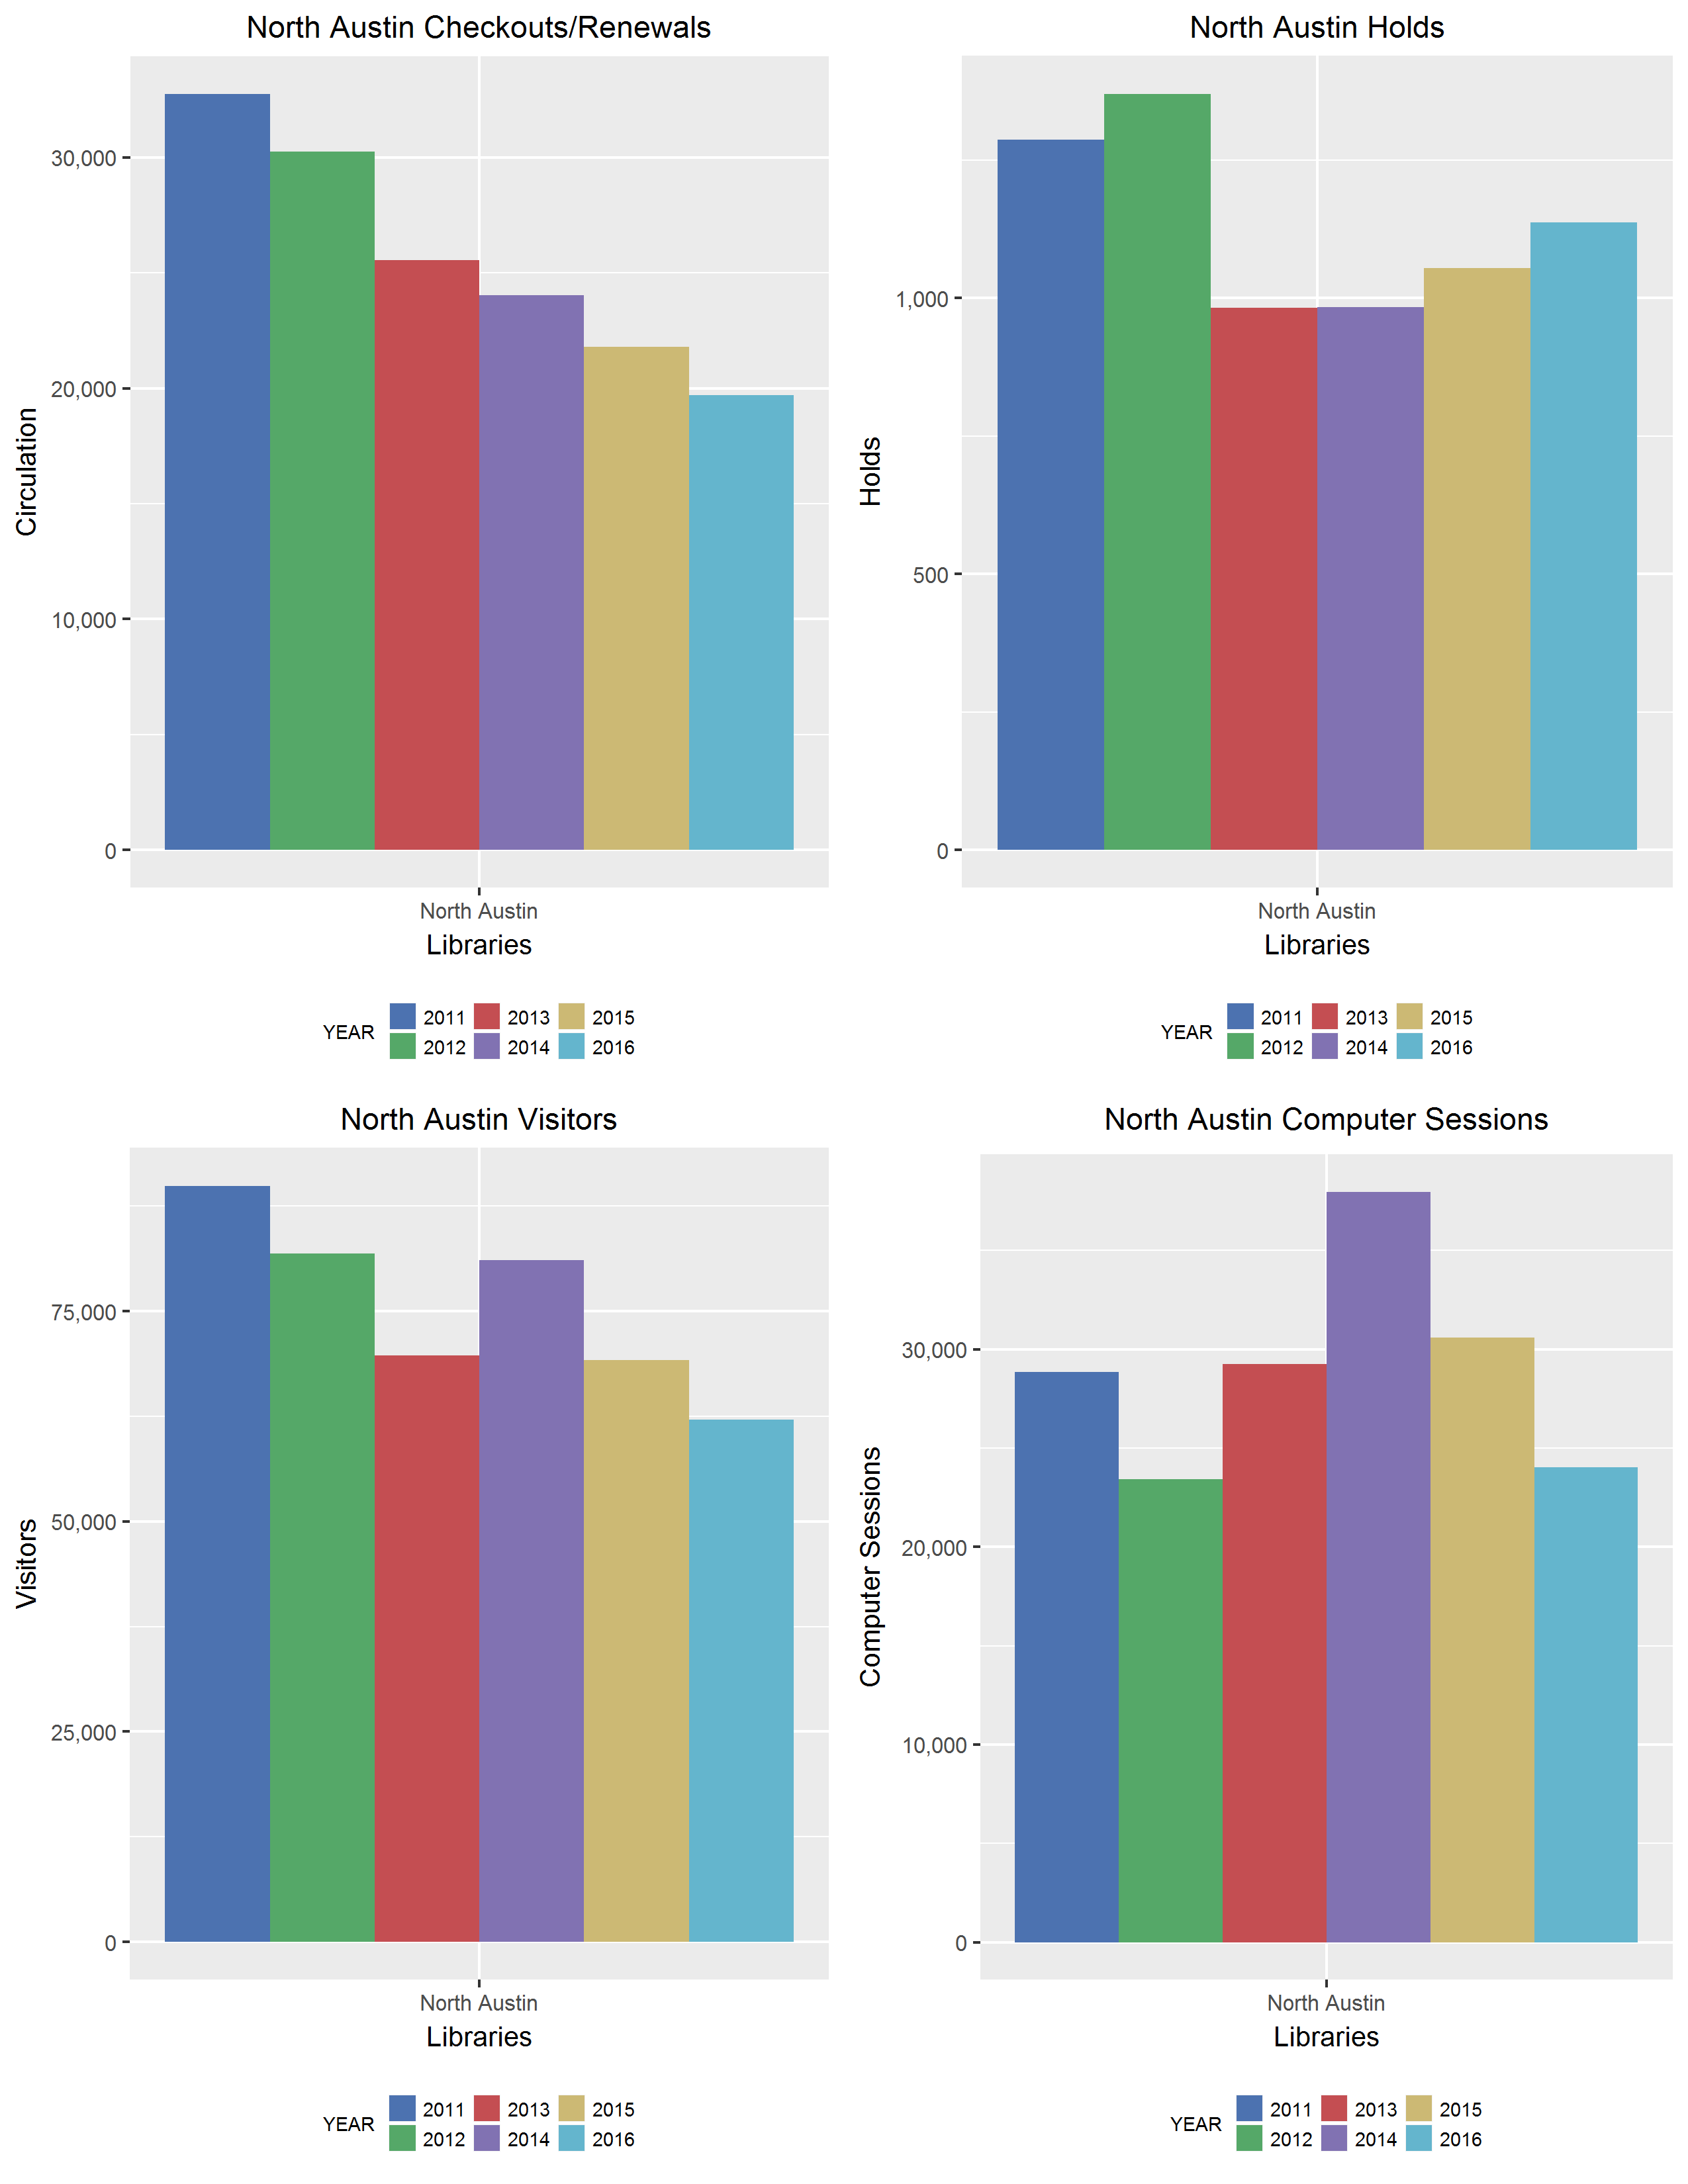 North Austin Checkouts/Renewals
Circulation
30,000
20,000
10,000
0
North Austin
Libraries
YEAR 2011 2013 2015
2012 2014 2016
North Austin Holds
Holds
1,000
500
0
North Austin
Libraries
YEAR 2011 2013 2015
2012 2014 2016
North Austin Visitors
Visitors
75,000
50,000
25,000
0
North Austin
Libraries
YEAR 2011 2013 2015
2012 2014 2016
North Austin Computer Sessions
Computer Sessions
30,000
20,000
10,000
0
North Austin
Libraries
YEAR 2011 2013 2015
2012 2014 2016